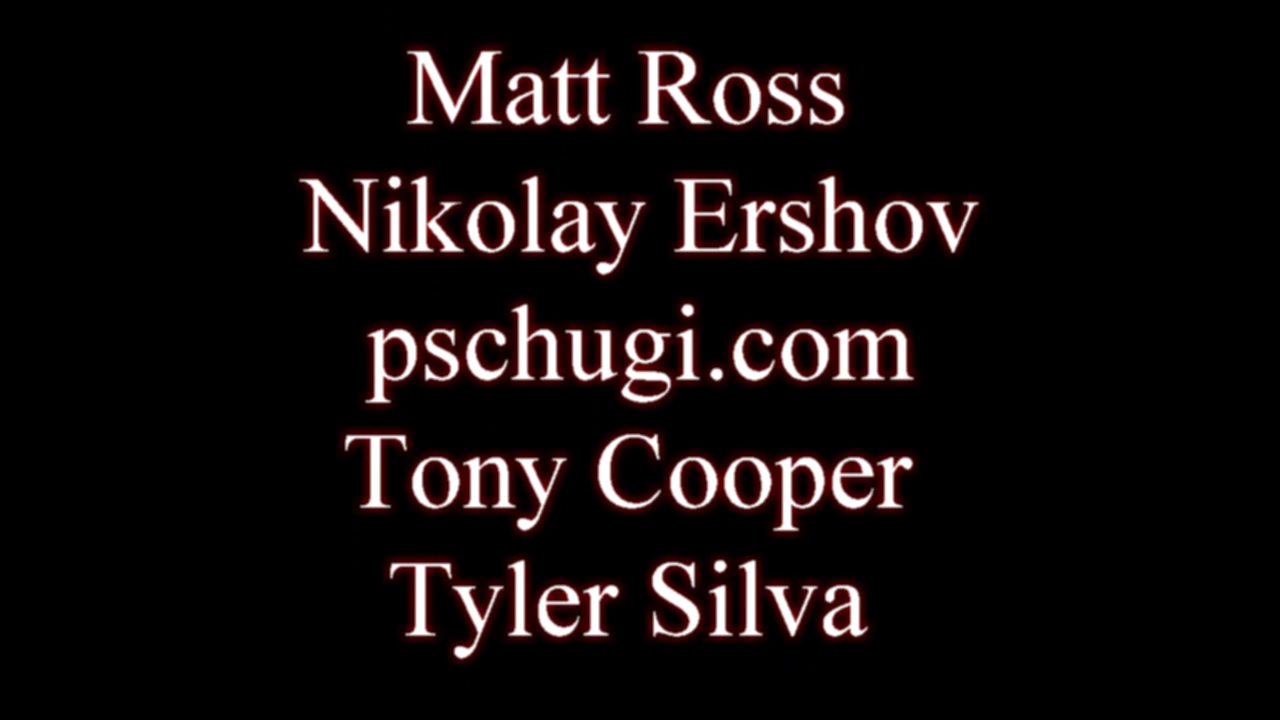 Matt Ross
Nikolay Ershov
pschugi.com
Tony Cooper
Tyler Silva